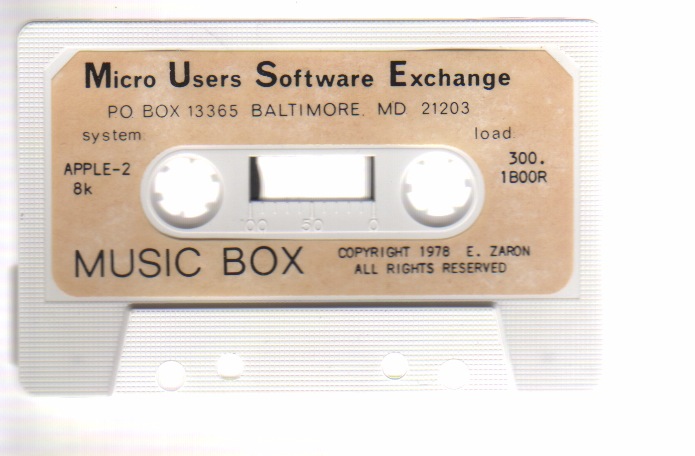 Micro Users Software Exchange
PO BOX 13365 BALTIMORE, MD 21203
system: load:
APPLE-2 300.
8k 1B00R
100 50 0
MUSIC BOX
COPYRIGHT 1978 E. ZARON
ALL RIGHTS RESERVED